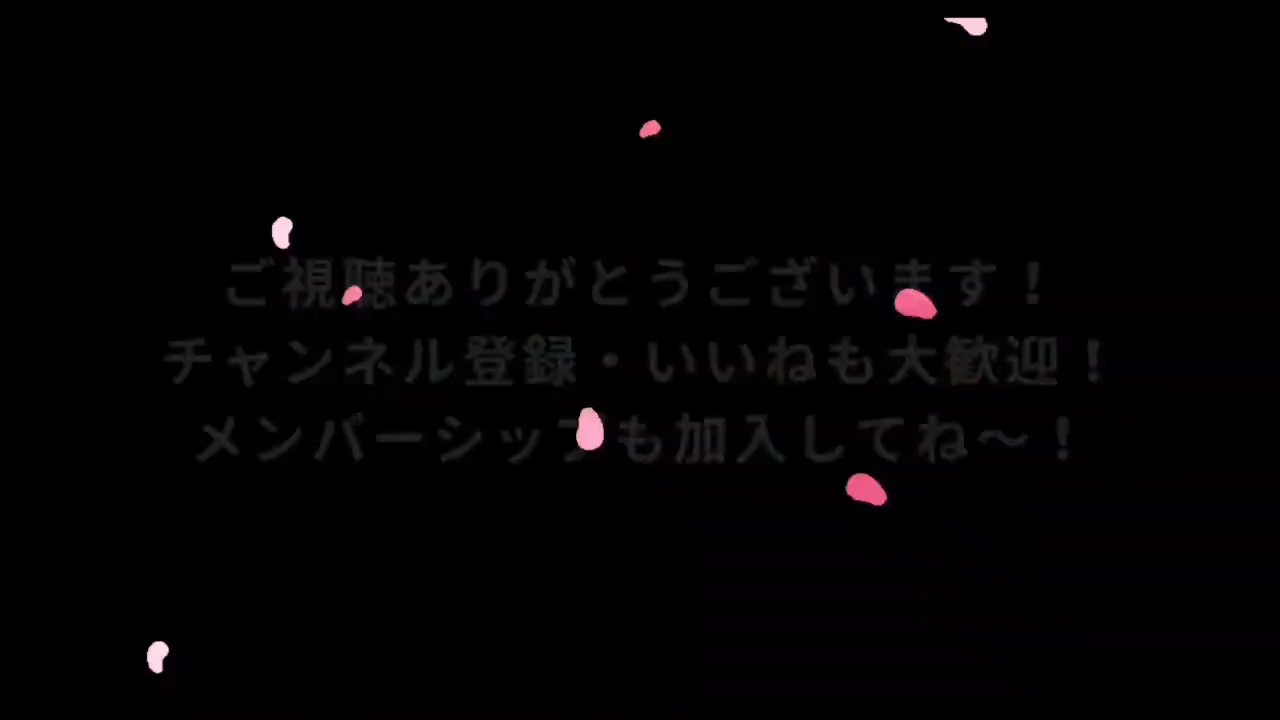 ご視聴ありがとうございます！
チャンネル登録・いいねも大歓迎！
メンバーシップも加入してね～！